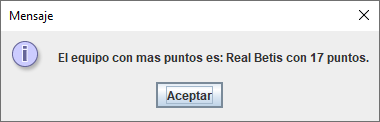 Mensaje
El equipo con mas puntos es: Real Betis con 17 puntos.
Aceptar